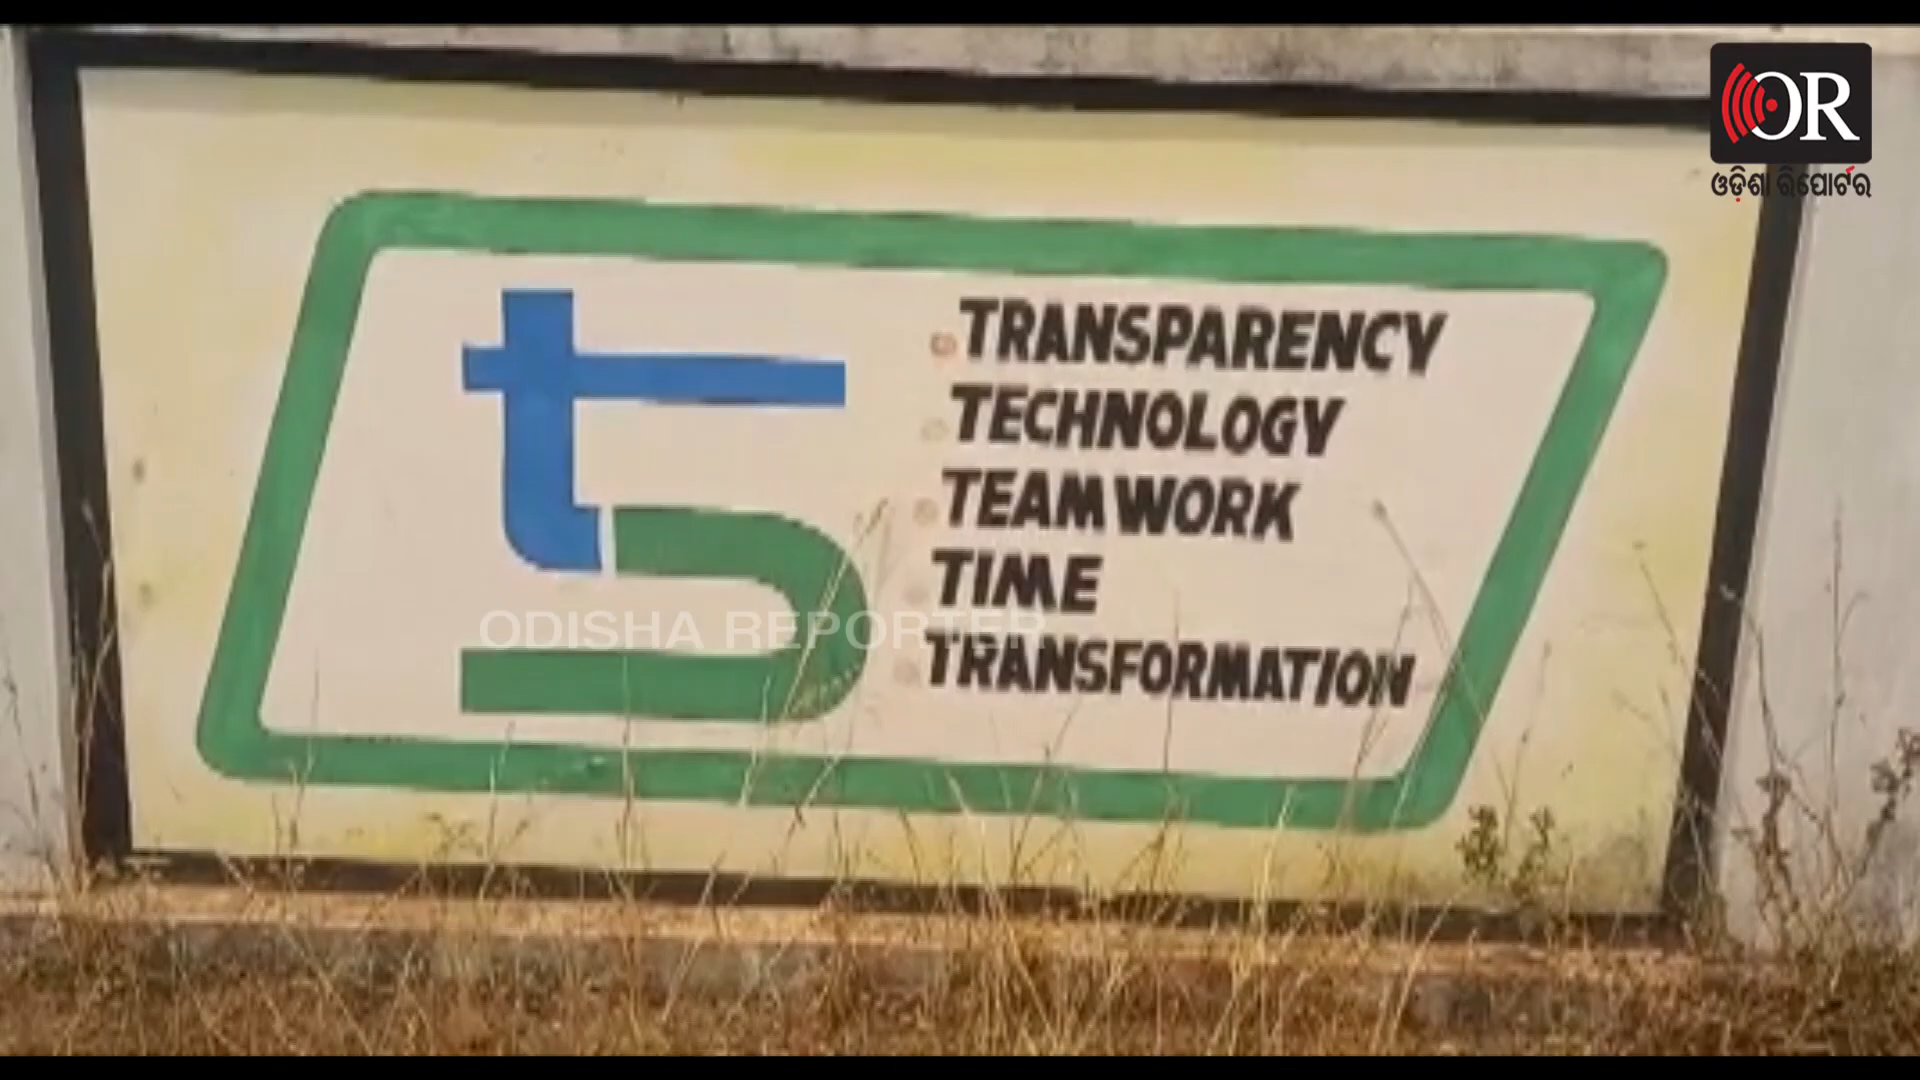 OR
ଓଡ଼ିଶା ରିପୋର୍ଟର
t5
TRANSPARENCY
TECHNOLOGY
TEAMWORK
TIME
TRANSFORMATION
ODISHA REPORTER